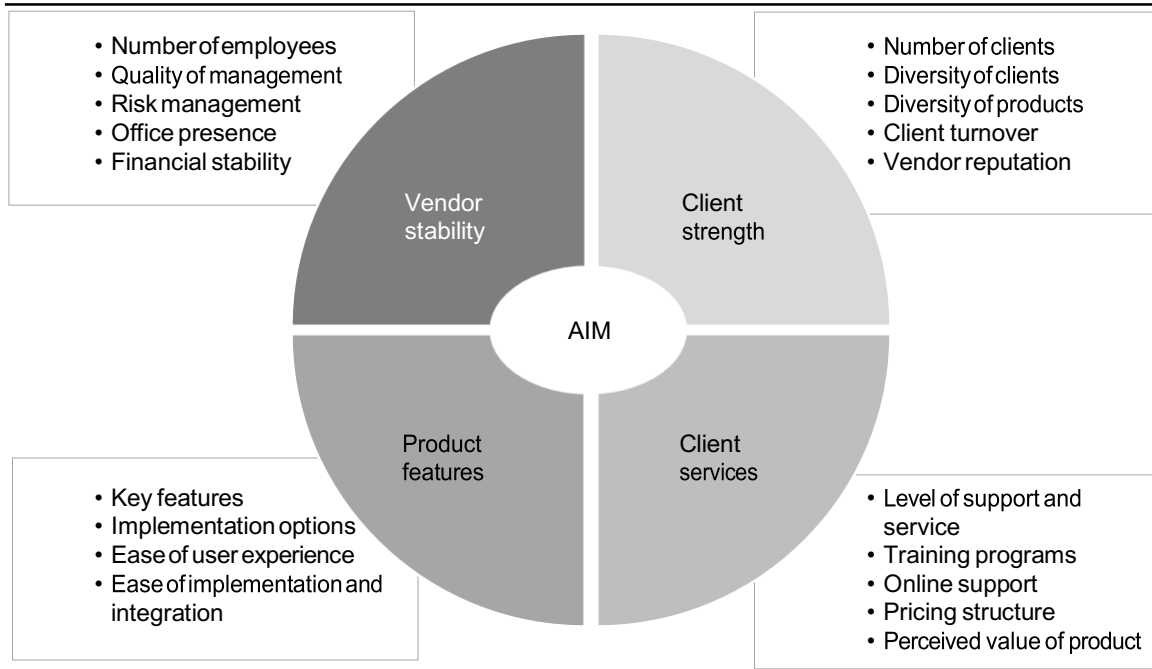 • Number of employees
• Quality of management
• Risk management
• Office presence
• Financial stability
• Number of clients
• Diversity of clients
• Diversity of products
• Client turnover
• Vendor reputation
Vendor
stability
Client
strength
AIM
Product
features
Client
services
• Key features
• Implementation options
• Ease of user experience
• Ease of implementation and
integration
• Level of support and
service
• Training programs
• Online support
• Pricing structure
• Perceived value of product